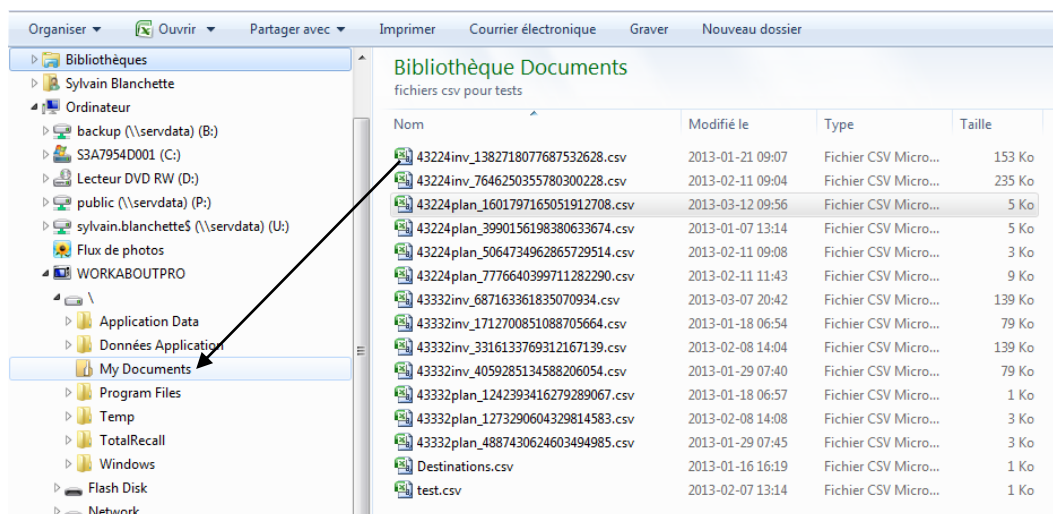 Organiser Ouvrir Partager avec Imprimer Courrier électronique Graver Nouveau dossier
Bibliothèques
Sylvain Blanchette
Ordinateur
backup (\\servdata) (B:)
S3A7954D001 (C:)
Lecteur DVD RW (D:)
public (\\servdata) (P:)
sylvain.blanchette$ (\\servdata) (U:)
Flux de photos
WORKABOUTPRO
\
Application Data
Données Application
My Documents
Program Files
Temp
TotalRecall
Windows
Flash Disk
Network
Bibliothèque Documents
fichiers csv pour tests
Nom Modifié le Type Taille
43224inv_1382718077687532628.csv 2013-01-21 09:07 Fichier CSV Micro... 153 Ko
43224inv_7646250355780300228.csv 2013-02-11 09:04 Fichier CSV Micro... 235 Ko
43224plan_1601797165051912708.csv 2013-03-12 09:56 Fichier CSV Micro... 5 Ko
43224plan_3990156198380633674.csv 2013-01-07 13:14 Fichier CSV Micro... 5 Ko
43224plan_5064734962865729514.csv 2013-02-11 09:08 Fichier CSV Micro... 3 Ko
43224plan_7776640399711282290.csv 2013-02-11 11:43 Fichier CSV Micro... 9 Ko
43332inv_687163361835070934.csv 2013-03-07 20:42 Fichier CSV Micro... 139 Ko
43332inv_1712700851088705664.csv 2013-01-18 06:54 Fichier CSV Micro... 79 Ko
43332inv_3316133769312167139.csv 2013-02-08 14:04 Fichier CSV Micro... 139 Ko
43332inv_4059285134588206054.csv 2013-01-29 07:40 Fichier CSV Micro... 79 Ko
43332plan_1242393416279289067.csv 2013-01-18 06:57 Fichier CSV Micro... 1 Ko
43332plan_1273290604329814583.csv 2013-02-08 14:08 Fichier CSV Micro... 3 Ko
43332plan_4887430624603494985.csv 2013-01-29 07:45 Fichier CSV Micro... 3 Ko
Destinations.csv 2013-01-16 16:19 Fichier CSV Micro... 1 Ko
test.csv 2013-02-07 13:14 Fichier CSV Micro... 1 Ko